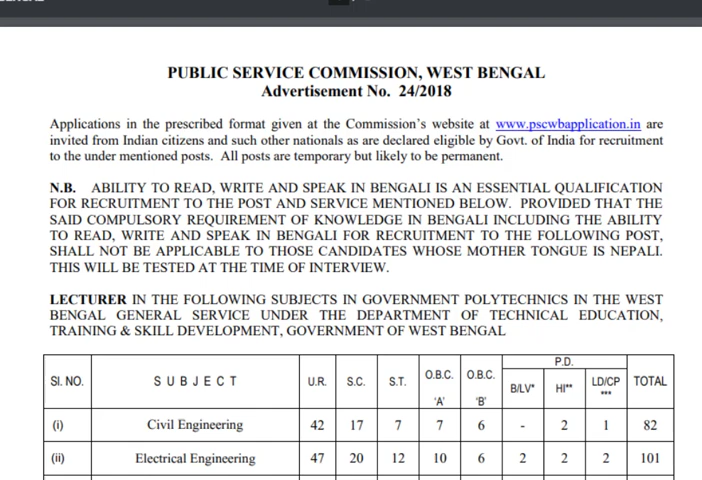 PUBLIC SERVICE COMMISSION, WEST BENGAL
Advertisement No. 24/2018
Applications in the prescribed format given at the Commission's website at www.pscwbapplication.in are
invited from Indian citizens and such other nationals as are declared eligible by Govt. of India for recruitment
to the under mentioned posts. All posts are temporary but likely to be permanent.
N.B. ABILITY TO READ, WRITE AND SPEAK IN BENGALI IS AN ESSENTIAL QUALIFICATION
FOR RECRUITMENT TO THE POST AND SERVICE MENTIONED BELOW. PROVIDED THAT THE
SAID COMPULSORY REQUIREMENT OF KNOWLEDGE IN BENGALI INCLUDING THE ABILITY
TO READ, WRITE AND SPEAK IN BENGALI FOR RECRUITMENT TO THE FOLLOWING POST,
SHALL NOT BE APPLICABLE TO THOSE CANDIDATES WHOSE MOTHER TONGUE IS NEPALI.
THIS WILL BE TESTED AT THE TIME OF INTERVIEW.
LECTURER IN THE FOLLOWING SUBJECTS IN GOVERNMENT POLYTECHNICS IN THE WEST
BENGAL GENERAL SERVICE UNDER THE DEPARTMENT OF TECHNICAL EDUCATION,
TRAINING & SKILL DEVELOPMENT, GOVERNMENT OF WEST BENGAL
P.D.
SI. NO. S U B J E C T U.R. S.C. S.T. O.B.C. 'A' O.B.C. 'B' B/LV* HI** LD/CP *** TOTAL
(i) Civil Engineering 42 17 7 7 6 - 2 1 82
(ii) Electrical Engineering 47 20 12 10 6 2 2 2 101